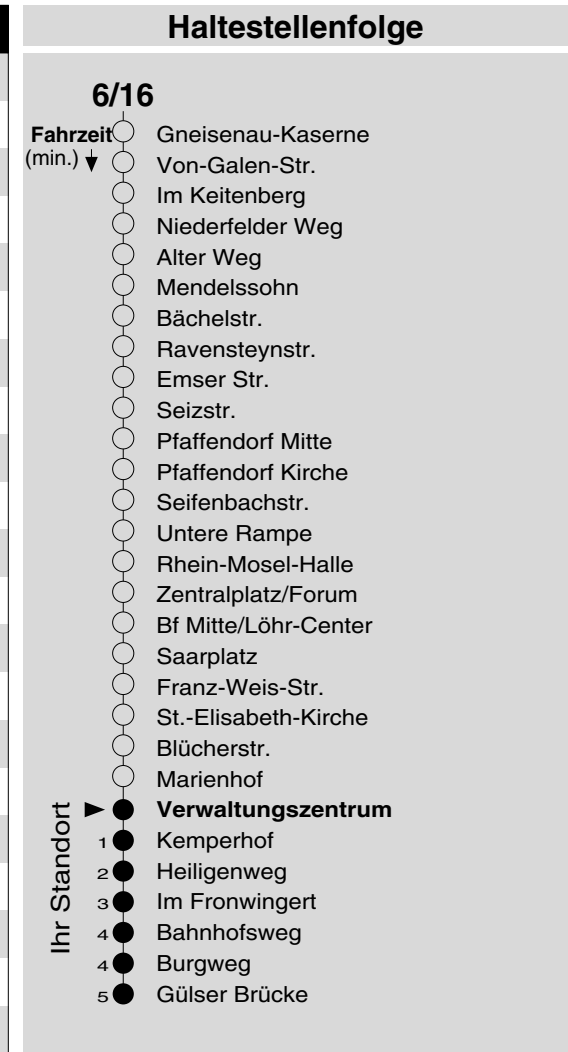 Haltestellenfolge
6/16
Fahrzeit
(min.)
Gneisenau-Kaserne
Von-Galen-Str.
Im Keitenberg
Niederfelder Weg
Alter Weg
Mendelssohn
Bächelstr.
Ravensteynstr.
Emser Str.
Seizstr.
Pfaffendorf Mitte
Pfaffendorf Kirche
Seifenbachstr.
Untere Rampe
Rhein-Mosel-Halle
Zentralplatz/Forum
Bf Mitte/Löhr-Center
Saarplatz
Franz-Weis-Str.
St.-Elisabeth-Kirche
Blücherstr.
Marienhof
Ihr Standort
Verwaltungszentrum
1 Kemperhof
2 Heiligenweg
3 Im Fronwingert
4 Bahnhofsweg
4 Burgweg
5 Gülser Brücke